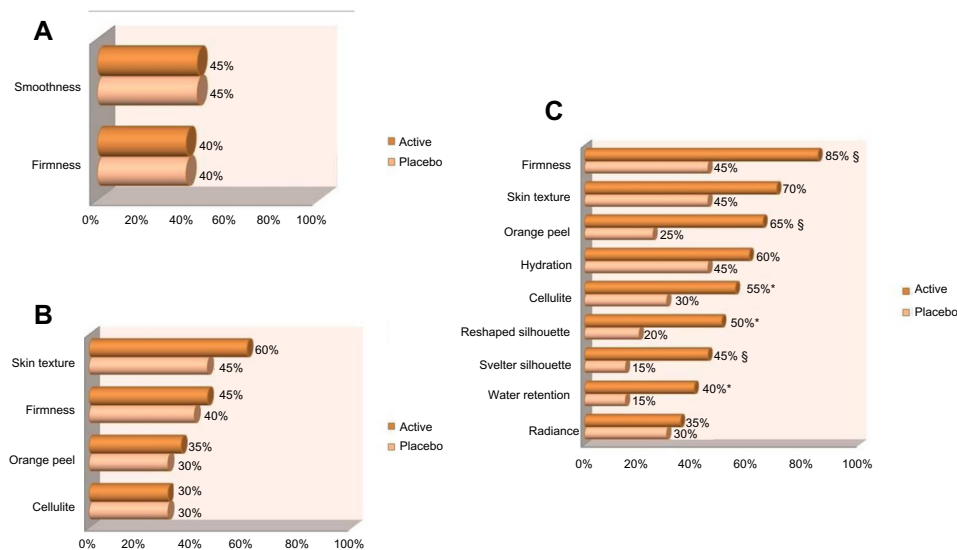 A
Smoothness
45%
45%
Firmness
40%
40%
0% 20% 40% 60% 80% 100%
Active
Placebo
B
Skin texture
60%
45%
Firmness
45%
40%
Orange peel
35%
30%
Cellulite
30%
30%
0% 20% 40% 60% 80% 100%
Active
Placebo
C
Firmness
85% §
45%
Skin texture
70%
45%
Orange peel
65% §
25%
Hydration
60%
45%
Cellulite
55%*
30%
Reshaped silhouette
50%*
20%
Svelter silhouette
45% §
15%
Water retention
40%*
15%
Radiance
35%
30%
0% 20% 40% 60% 80% 100%
Active
Placebo